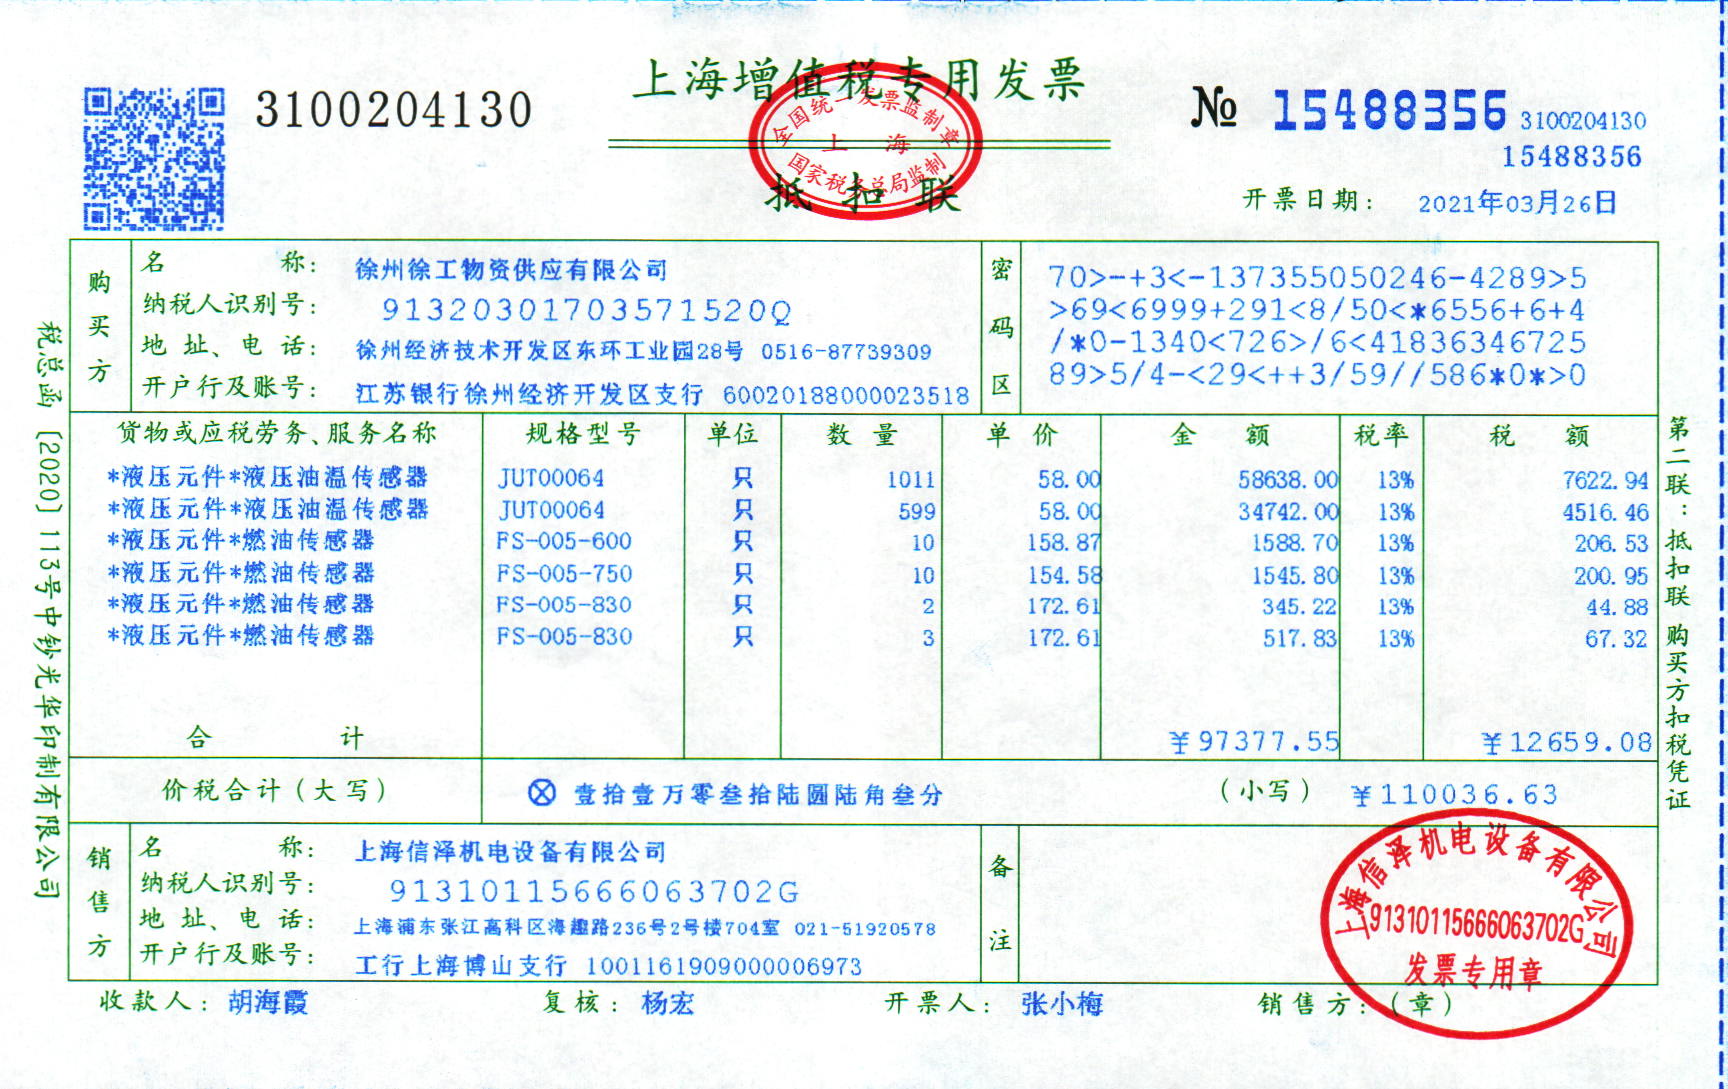 上海增值税专用发票
3100204130
№ 15488356 3100204130
15488356
全国统一发票监制章
上海
国家税务总局监制
抵扣联
开票日期： 2021年03月26日
购买方
名称： 徐州徐工物资供应有限公司
纳税人识别号： 91320301703571520Q
地址、电话： 徐州经济技术开发区东环工业园28号 0516-87739309
开户行及账号： 江苏银行徐州经济开发区支行 60020188000023518
密码区
70>-+3<-137355050246-4289>5
>69<6999+291<8/50<*6556+6+4
/*0-1340<726>/6<41836346725
89>5/4-<29<++3/59//586*0*>0
货物或应税劳务、服务名称 规格型号 单位 数量 单价 金额 税率 税额
*液压元件*液压油温传感器 JUT00064 只 1011 58.00 58638.00 13% 7622.94
*液压元件*液压油温传感器 JUT00064 只 599 58.00 34742.00 13% 4516.46
*液压元件*燃油传感器 FS-005-600 只 10 158.87 1588.70 13% 206.53
*液压元件*燃油传感器 FS-005-750 只 10 154.58 1545.80 13% 200.95
*液压元件*燃油传感器 FS-005-830 只 2 172.61 345.22 13% 44.88
*液压元件*燃油传感器 FS-005-830 只 3 172.61 517.83 13% 67.32
合计 ¥97377.55 ¥12659.08
价税合计（大写） ⊗ 壹拾壹万零叁拾陆圆陆角叁分 （小写） ¥110036.63
销售方
名称： 上海信泽机电设备有限公司
纳税人识别号： 91310115666063702G
地址、电话： 上海浦东张江高科区海趣路236号2号楼704室 021-51920578
开户行及账号： 工行上海博山支行 1001161909000006973
备注
上海信泽机电设备有限公司
91310115666063702G
发票专用章
收款人： 胡海霞 复核： 杨宏 开票人： 张小梅 销售方：（章）
税总函〔2020〕113号中钞光华印制有限公司
第二联：抵扣联 购买方扣税凭证